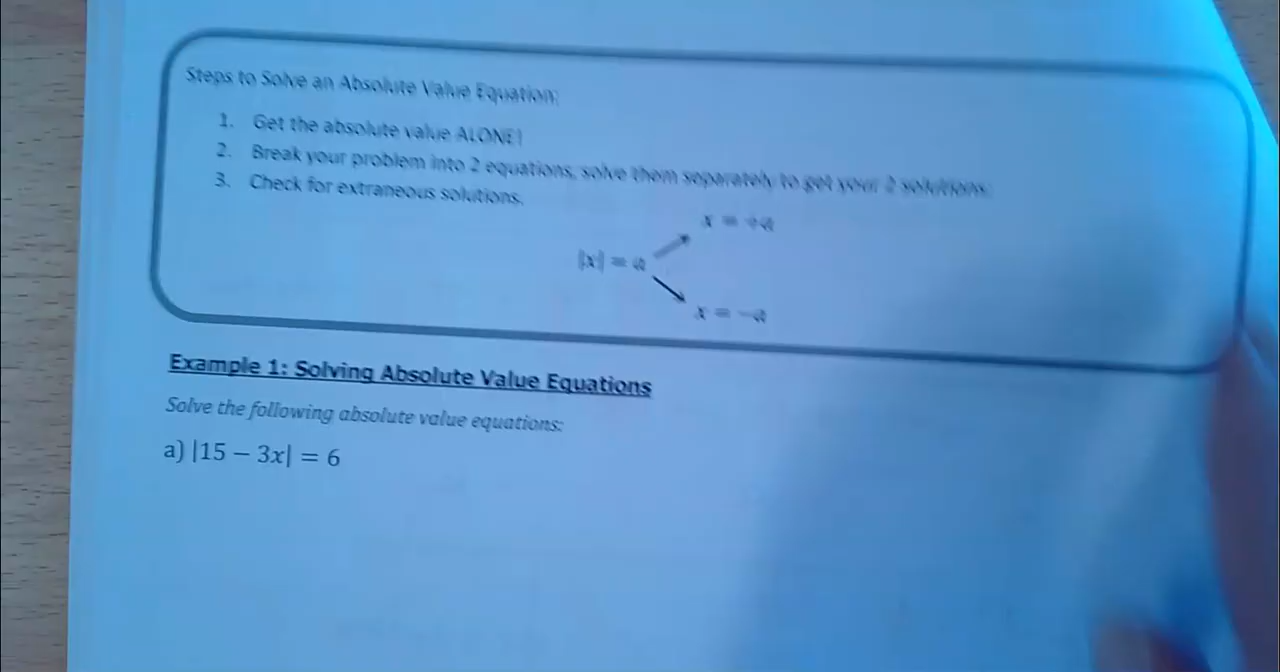 Steps to Solve an Absolute Value Equation:
1. Get the absolute value ALONE!
2. Break your problem into 2 equations, solve them separately to get your 2 solutions.
3. Check for extraneous solutions.
x = +a
|x| = a
x = −a
Example 1: Solving Absolute Value Equations
Solve the following absolute value equations:
a) |15 − 3x| = 6